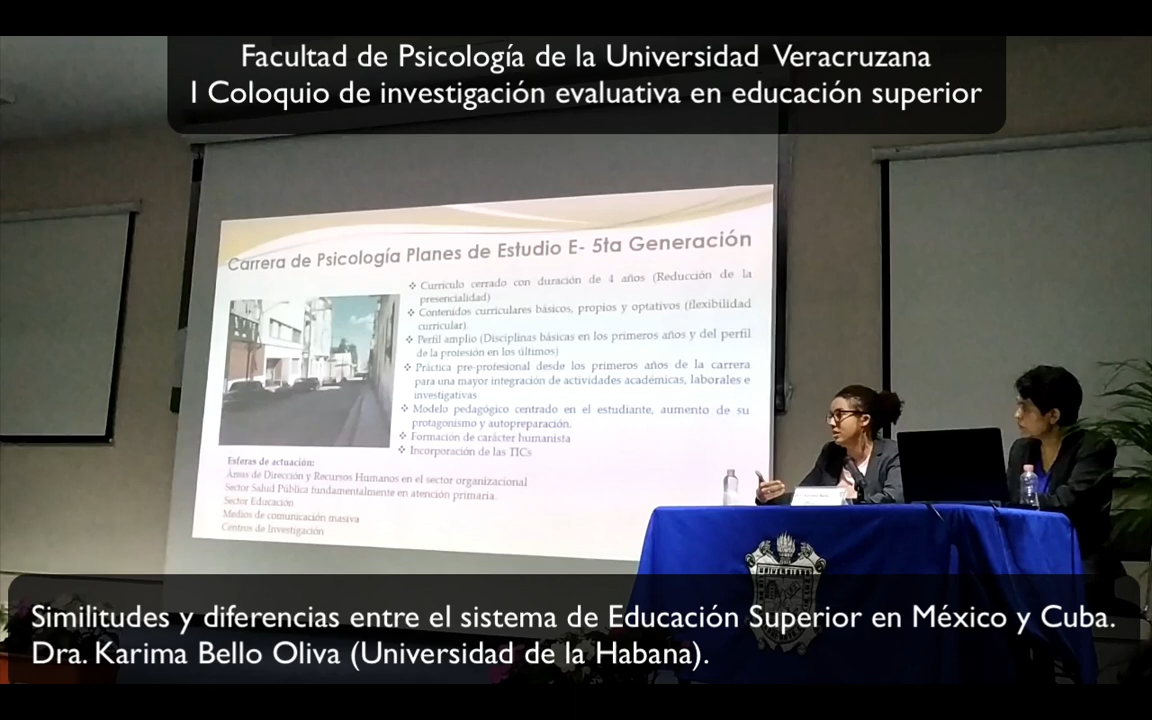 Facultad de Psicología de la Universidad Veracruzana
I Coloquio de investigación evaluativa en educación superior
Carrera de Psicología Planes de Estudio E- 5ta Generación
❖ Currículo cerrado con duración de 4 años (Reducción de la
presencialidad)
❖ Contenidos curriculares básicos, propios y optativos (flexibilidad
curricular).
❖ Perfil amplio (Disciplinas básicas en los primeros años y del perfil
de la profesión en los últimos)
❖ Práctica pre-profesional desde los primeros años de la carrera
para una mayor integración de actividades académicas, laborales e
investigativas
❖ Modelo pedagógico centrado en el estudiante, aumento de su
protagonismo y autopreparación.
❖ Formación de carácter humanista
❖ Incorporación de las TICs
Esferas de actuación:
Áreas de Dirección y Recursos Humanos en el sector organizacional
Sector Salud Pública fundamentalmente en atención primaria.
Sector Educación
Medios de comunicación masiva
Centros de Investigación
Similitudes y diferencias entre el sistema de Educación Superior en México y Cuba.
Dra. Karima Bello Oliva (Universidad de la Habana).